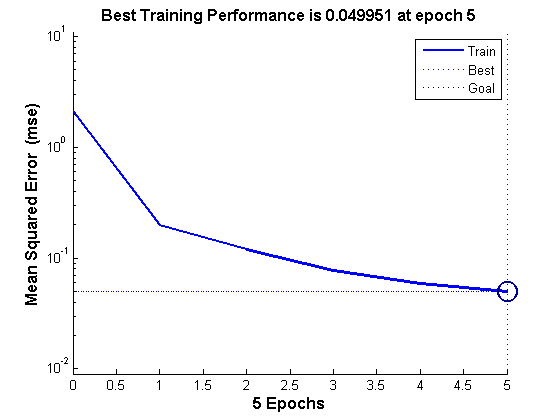 Best Training Performance is 0.049951 at epoch 5
Train
Best
Goal
Mean Squared Error (mse)
10^1
10^0
10^-1
10^-2
0 0.5 1 1.5 2 2.5 3 3.5 4 4.5 5
5 Epochs